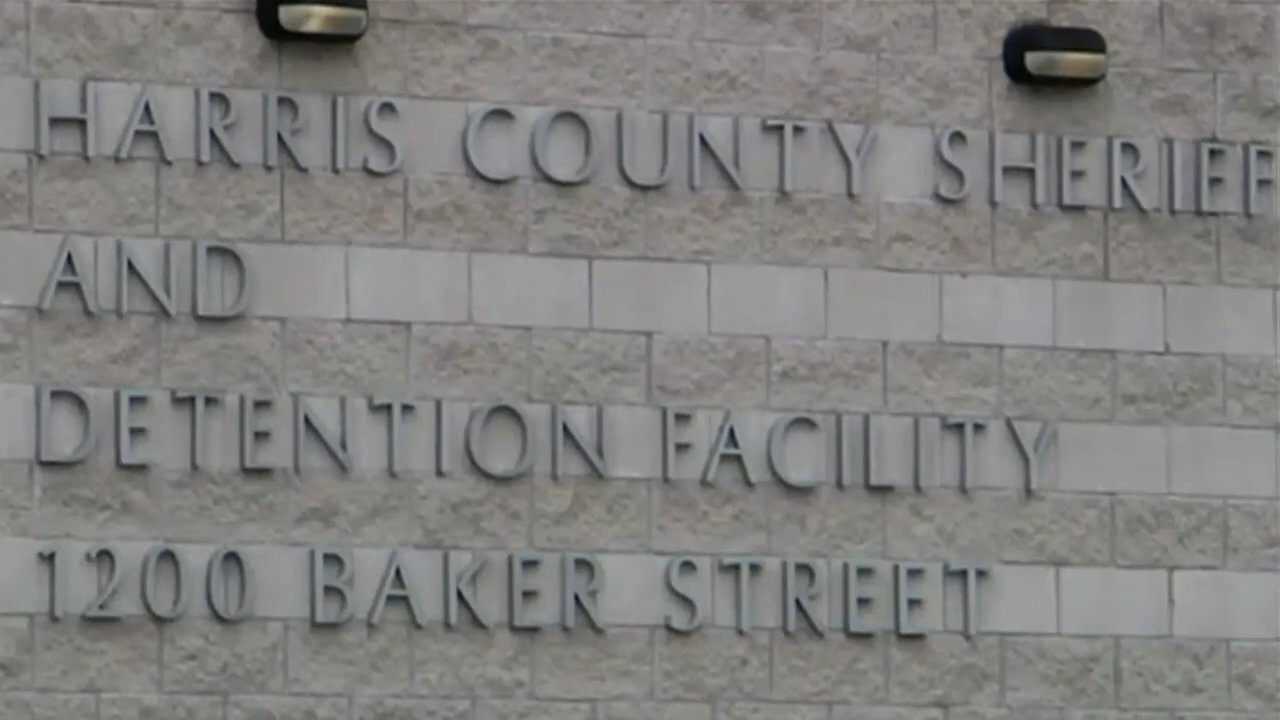 HARRIS COUNTY SHERIFF
AND
DETENTION FACILITY
1200 BAKER STREET